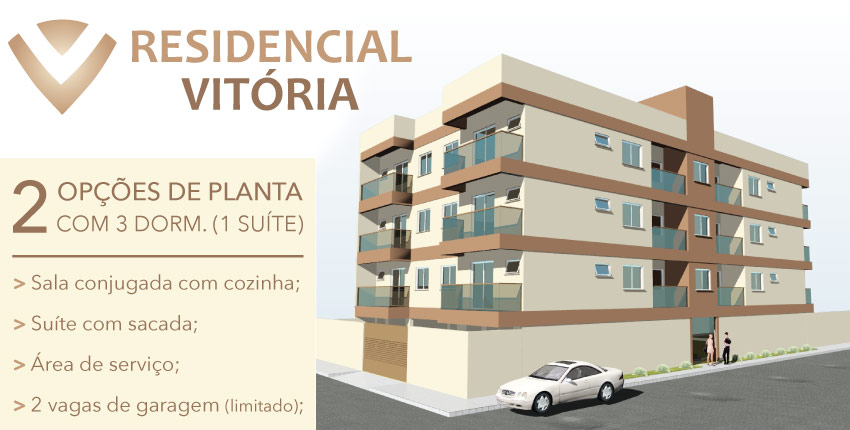 RESIDENCIAL
VITÓRIA
2 OPÇÕES DE PLANTA
COM 3 DORM. (1 SUÍTE)
> Sala conjugada com cozinha;
> Suíte com sacada;
> Área de serviço;
> 2 vagas de garagem (limitado);